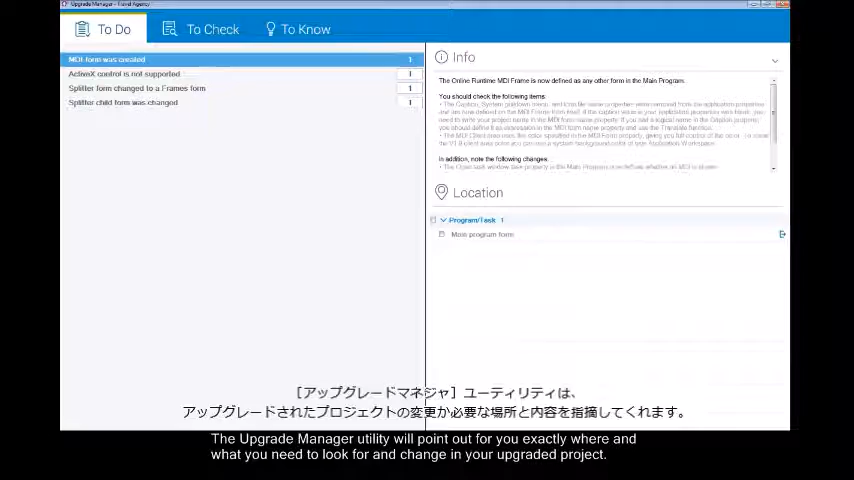 Upgrade Manager - Travel Agency
To Do
To Check
To Know
MDI form was created 1
ActiveX control is not supported 1
Splitter form changed to a Frames form 1
Splitter child form was changed 1
Info
The Online Runtime MDI Frame is now defined as any other form in the Main Program.
You should check the following items:
In addition, note the following changes:
Location
Program/Task 1
Main program form
［アップグレードマネジャ］ユーティリティは、
アップグレードされたプロジェクトの変更が必要な場所と内容を指摘してくれます。
The Upgrade Manager utility will point out for you exactly where and
what you need to look for and change in your upgraded project.